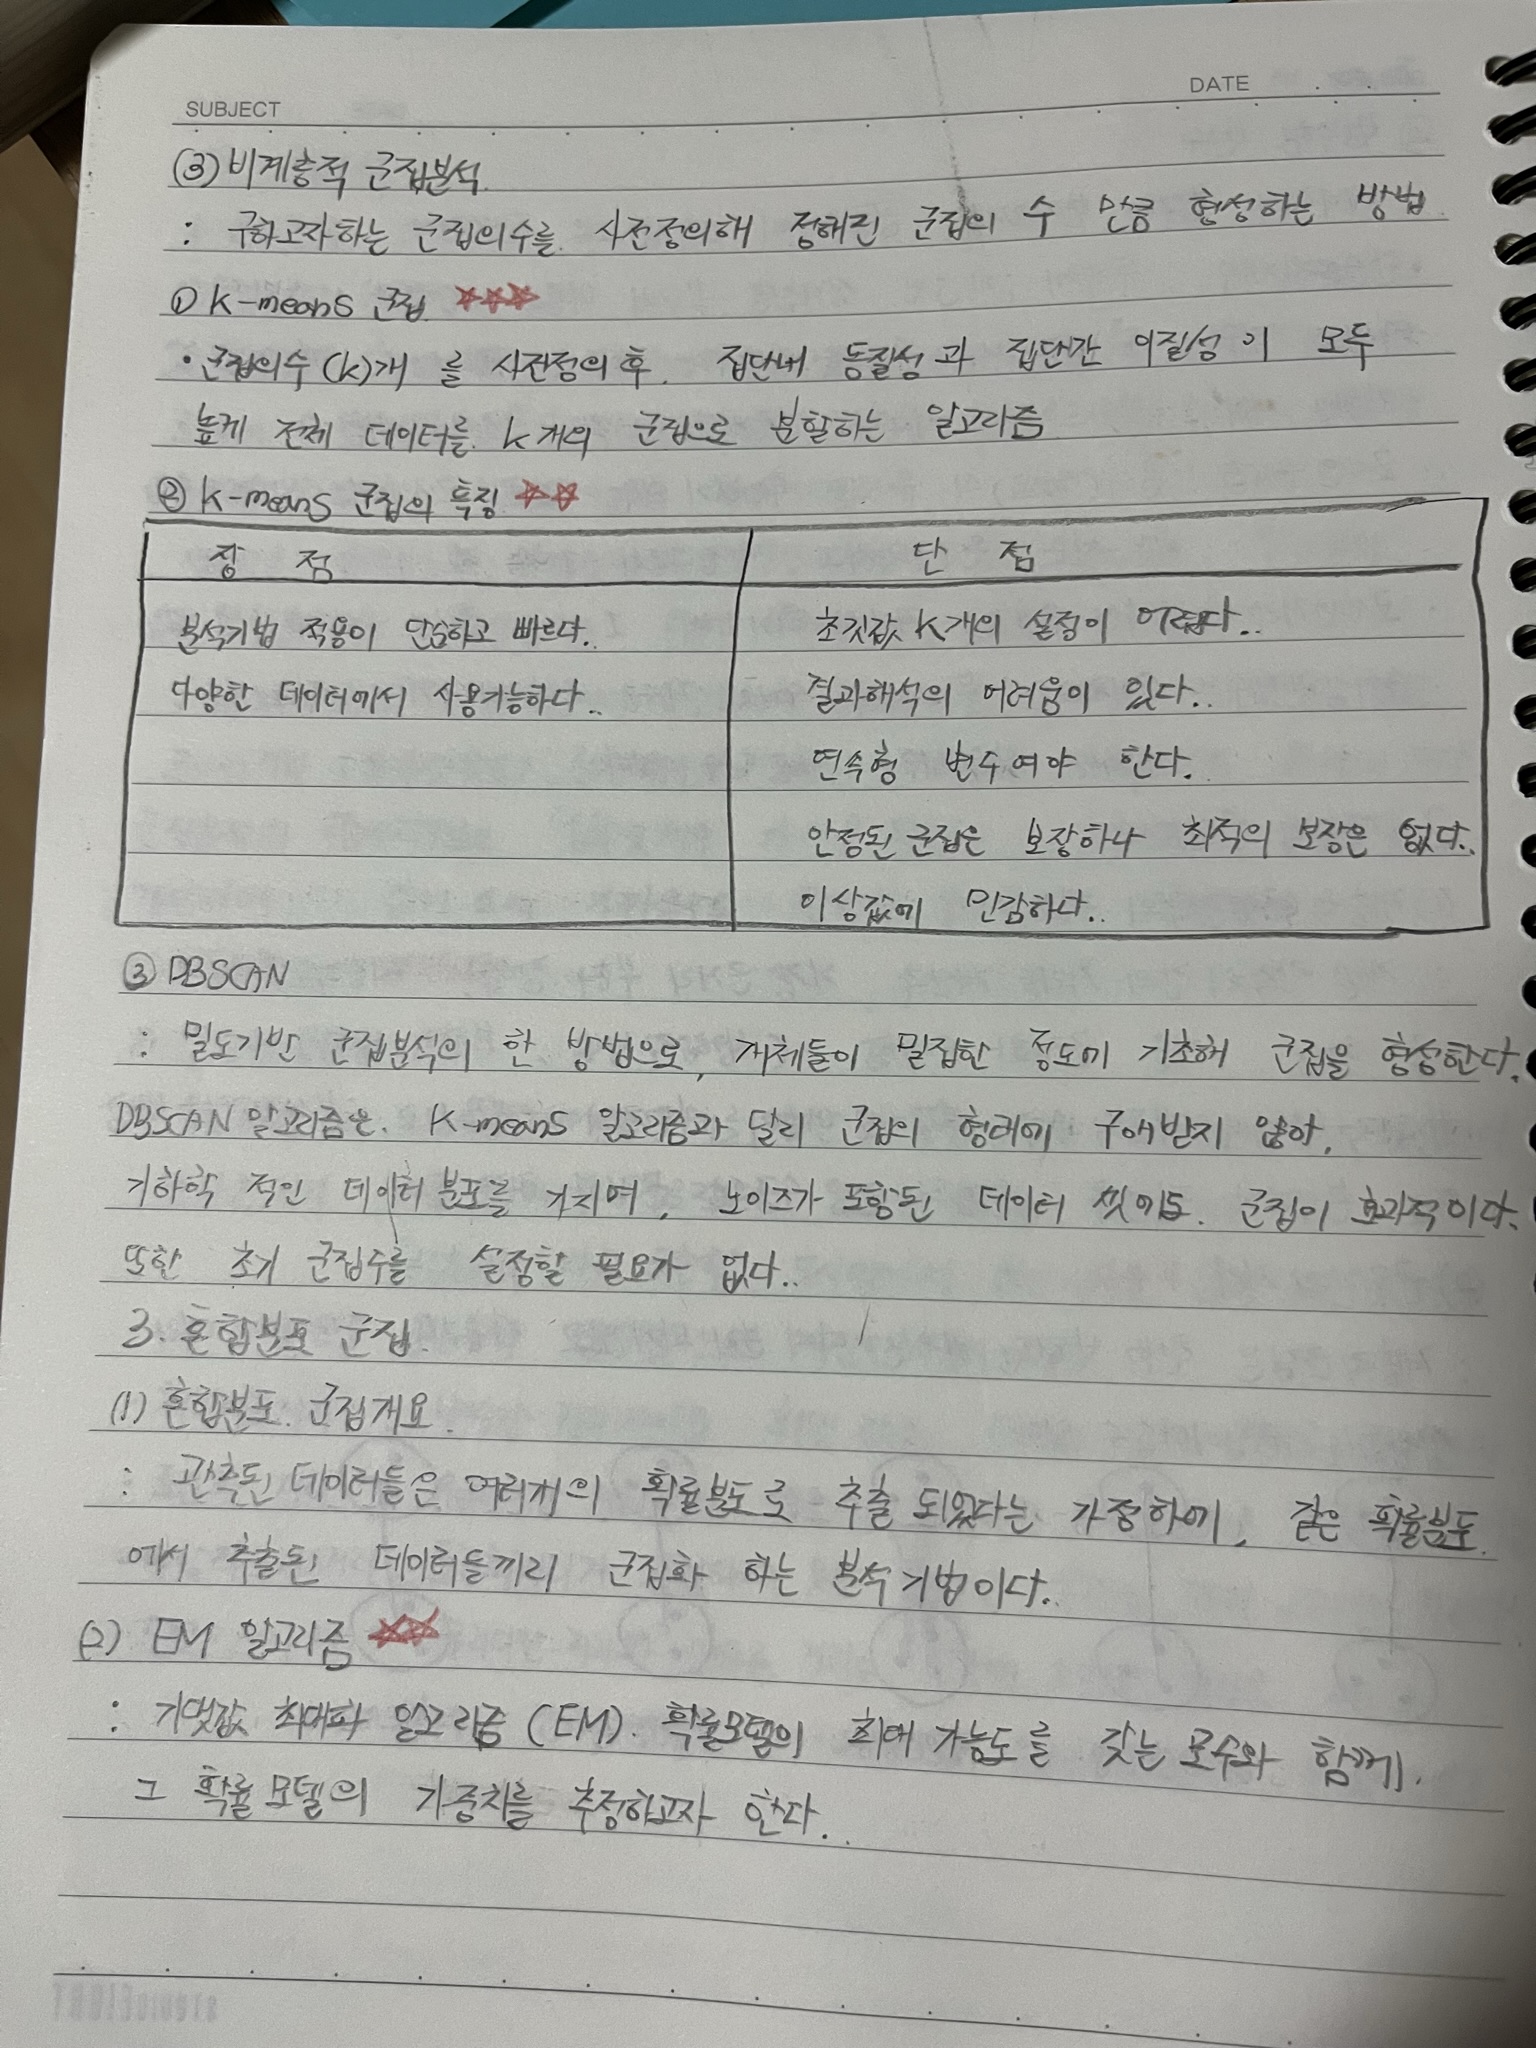 SUBJECT
DATE
(3) 비계층적 군집분석
: 구하고자하는 군집의수를 사전정의해 정해진 군집의 수 만큼 형성하는 방법
① K-means 군집 ☆☆☆
• 군집의수(k)개 를 사전정의 후. 집단내 동질성과 집단간 이질성이 모두
높게 전체 데이터를 k개의 군집으로 분할하는 알고리즘
② K-means 군집의 특징 ☆☆
장 점 단 점
분석기법 적용이 단순하고 빠르다.. 초깃값 K개의 설정이 어렵다..
다양한 데이터에서 사용가능하다.. 결과해석의 어려움이 있다..
연속형 변수여야 한다.
안정된 군집은 보장하나 최적의 보장은 없다..
이상값에 민감하다..
③ DBSCAN
: 밀도기반 군집분석의 한 방법으로, 개체들이 밀집한 정도에 기초해 군집을 형성한다.
DBSCAN 알고리즘은. K-means 알고리즘과 달리 군집의 형태에 구애받지 않아,
기하학 적인 데이터 분포를 가지며, 노이즈가 포함된 데이터 셋에도. 군집이 효과적이다.
또한 초기 군집수를 설정할 필요가 없다..
3. 혼합분포 군집.
(1) 혼합분포. 군집개요.
: 관측된 데이터들은 여러개의 확률분포로 추출 되었다는 가정하에, 같은 확률분포.
에서 추출된 데이터들끼리 군집화 하는 분석기법이다..
(2) EM 알고리즘 ☆☆
: 기댓값 최대화 알고리즘(EM). 확률모델의 최대 가능도를 갖는 모수와 함께.
그 확률모델의 가중치를 추정하고자 한다..